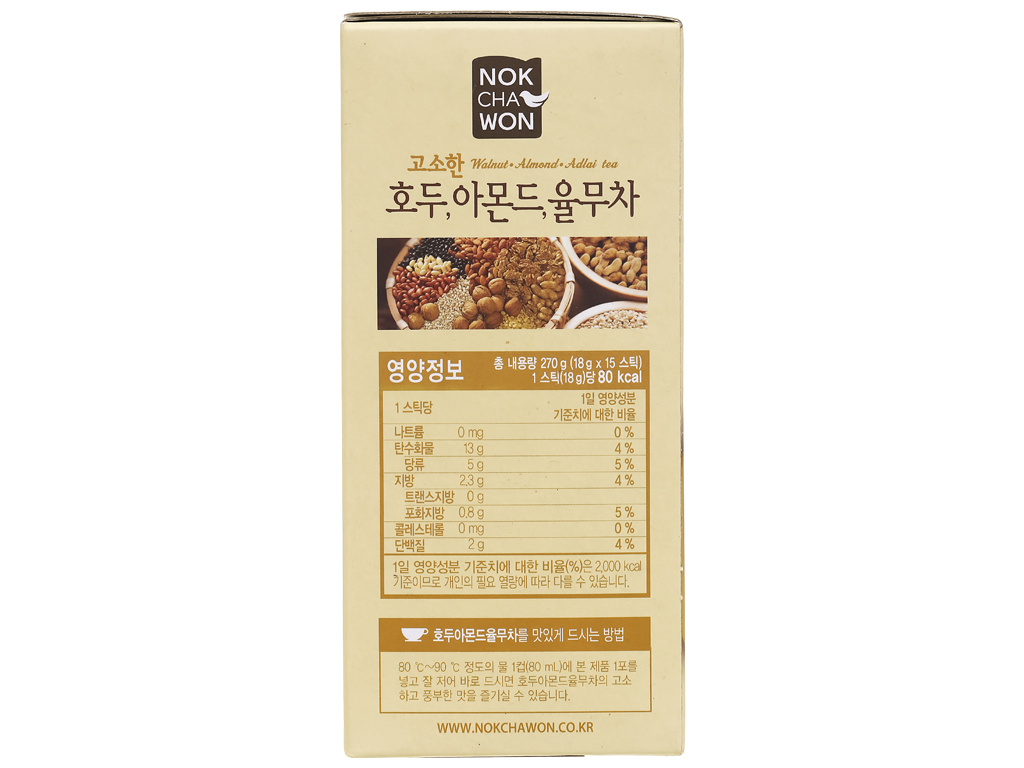 NOK
CHA
WON
고소한 Walnut•Almond•Adlai tea
호두,아몬드,율무차
영양정보
총 내용량 270 g (18 g x 15 스틱)
1 스틱(18 g)당 80 kcal
1 스틱당
1일 영양성분
기준치에 대한 비율
나트륨 0 mg 0 %
탄수화물 13 g 4 %
당류 5 g 5 %
지방 2.3 g 4 %
트랜스지방 0 g
포화지방 0.8 g 5 %
콜레스테롤 0 mg 0 %
단백질 2 g 4 %
1일 영양성분 기준치에 대한 비율(%)은 2,000 kcal
기준이므로 개인의 필요 열량에 따라 다를 수 있습니다.
호두아몬드율무차를 맛있게 드시는 방법
80 ℃~90 ℃ 정도의 물 1컵(80 mL)에 본 제품 1포를
넣고 잘 저어 바로 드시면 호두아몬드율무차의 고소
하고 풍부한 맛을 즐기실 수 있습니다.
WWW.NOKCHAWON.CO.KR